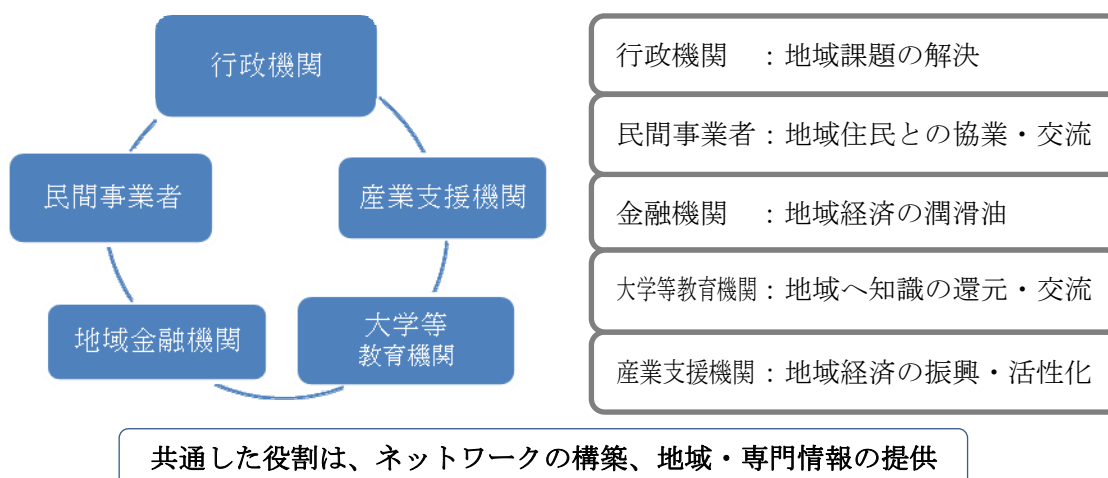 行政機関
民間事業者
産業支援機関
地域金融機関
大学等
教育機関
行政機関 ：地域課題の解決
民間事業者：地域住民との協業・交流
金融機関 ：地域経済の潤滑油
大学等教育機関：地域へ知識の還元・交流
産業支援機関：地域経済の振興・活性化
共通した役割は、ネットワークの構築、地域・専門情報の提供